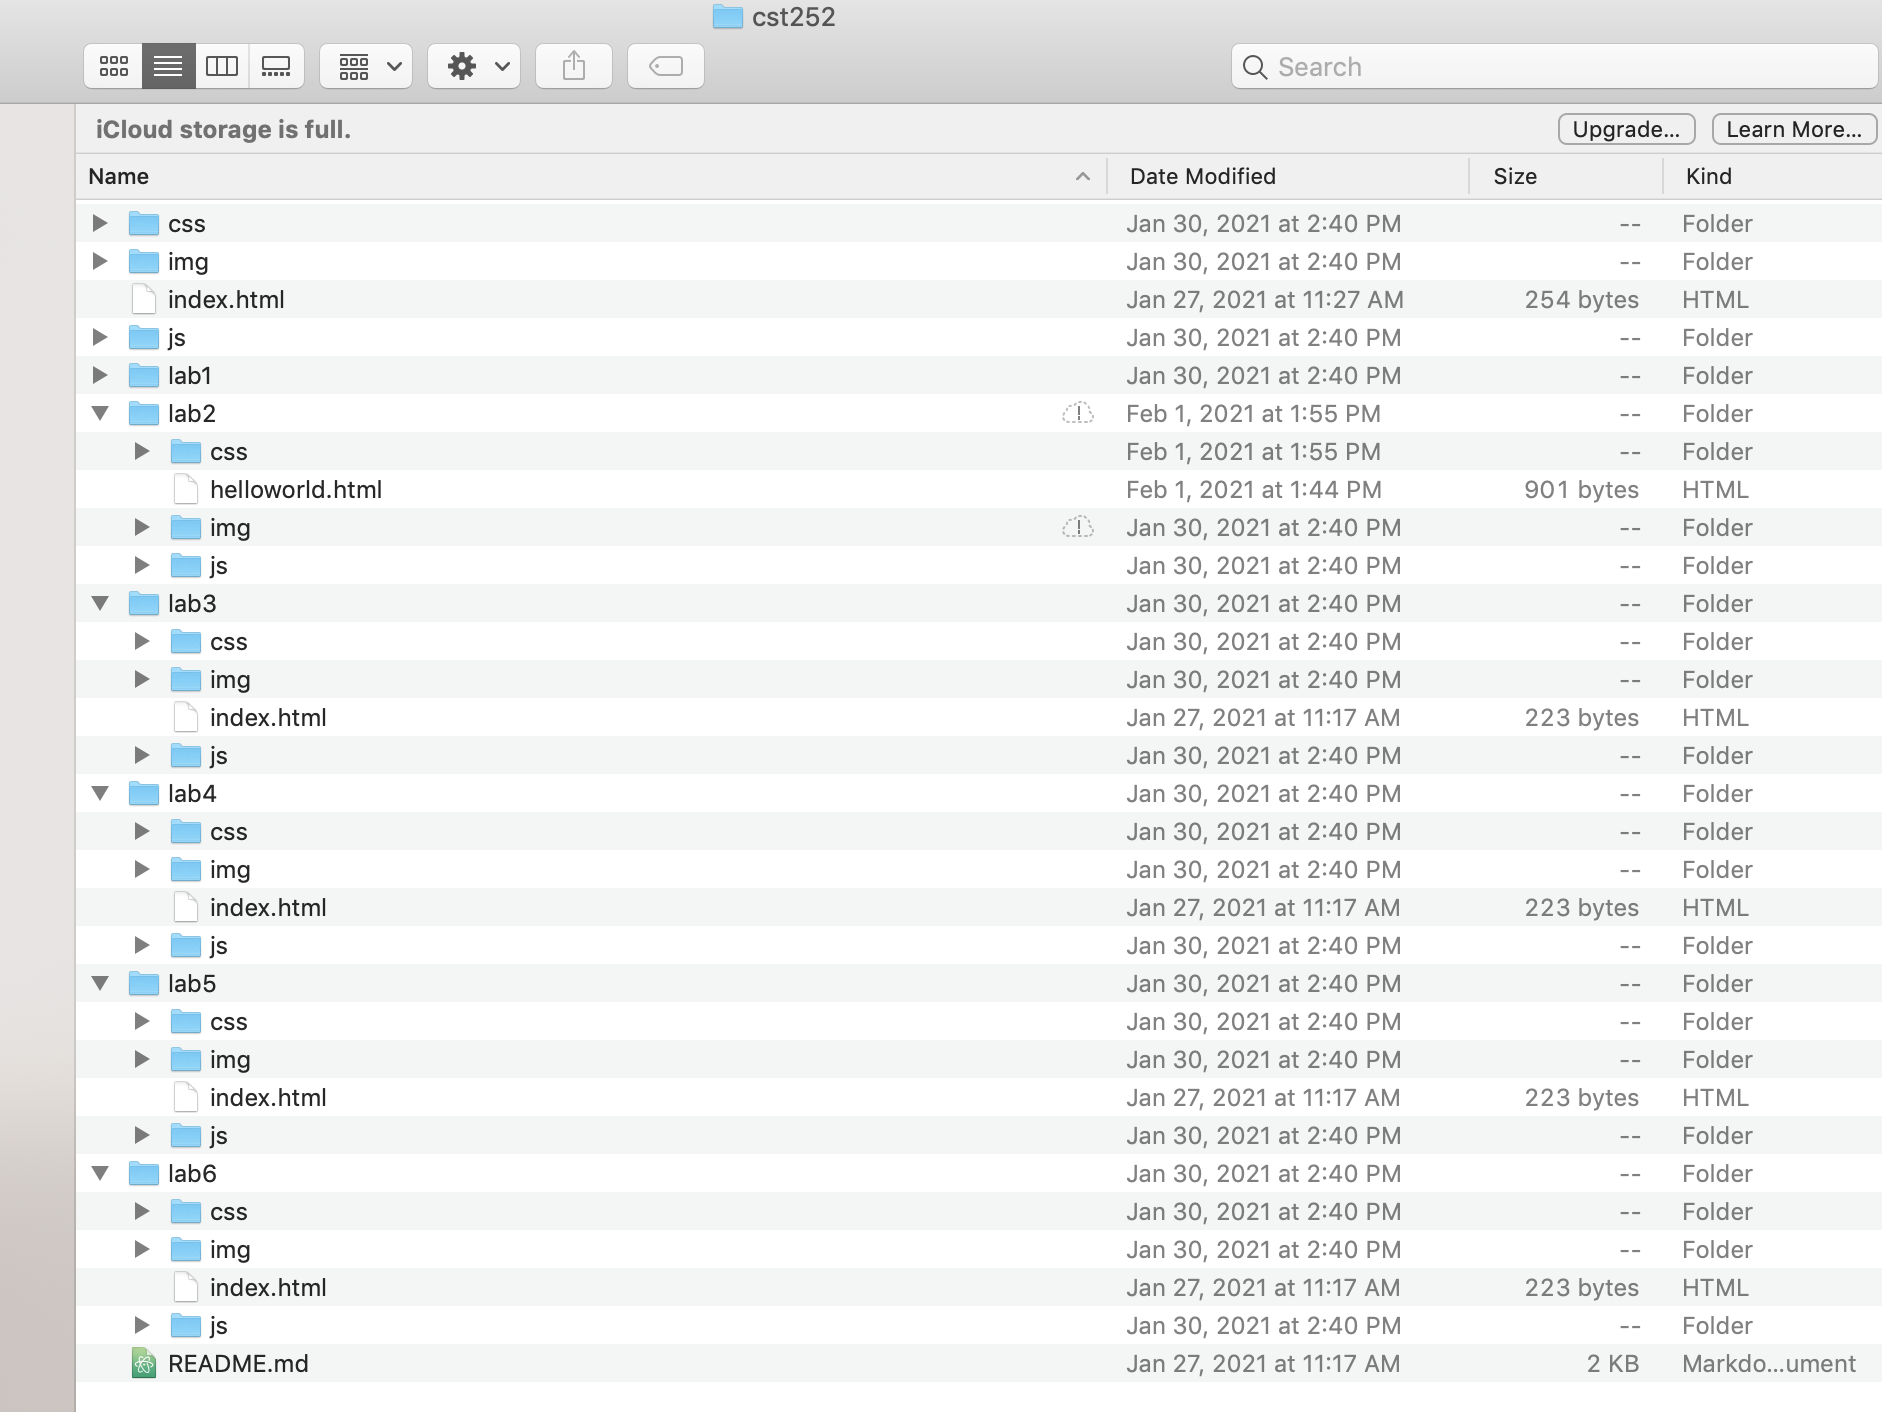 cst252
Search
iCloud storage is full. Upgrade... Learn More...
Name Date Modified Size Kind
css Jan 30, 2021 at 2:40 PM -- Folder
img Jan 30, 2021 at 2:40 PM -- Folder
index.html Jan 27, 2021 at 11:27 AM 254 bytes HTML
js Jan 30, 2021 at 2:40 PM -- Folder
lab1 Jan 30, 2021 at 2:40 PM -- Folder
lab2 Feb 1, 2021 at 1:55 PM -- Folder
css Feb 1, 2021 at 1:55 PM -- Folder
helloworld.html Feb 1, 2021 at 1:44 PM 901 bytes HTML
img Jan 30, 2021 at 2:40 PM -- Folder
js Jan 30, 2021 at 2:40 PM -- Folder
lab3 Jan 30, 2021 at 2:40 PM -- Folder
css Jan 30, 2021 at 2:40 PM -- Folder
img Jan 30, 2021 at 2:40 PM -- Folder
index.html Jan 27, 2021 at 11:17 AM 223 bytes HTML
js Jan 30, 2021 at 2:40 PM -- Folder
lab4 Jan 30, 2021 at 2:40 PM -- Folder
css Jan 30, 2021 at 2:40 PM -- Folder
img Jan 30, 2021 at 2:40 PM -- Folder
index.html Jan 27, 2021 at 11:17 AM 223 bytes HTML
js Jan 30, 2021 at 2:40 PM -- Folder
lab5 Jan 30, 2021 at 2:40 PM -- Folder
css Jan 30, 2021 at 2:40 PM -- Folder
img Jan 30, 2021 at 2:40 PM -- Folder
index.html Jan 27, 2021 at 11:17 AM 223 bytes HTML
js Jan 30, 2021 at 2:40 PM -- Folder
lab6 Jan 30, 2021 at 2:40 PM -- Folder
css Jan 30, 2021 at 2:40 PM -- Folder
img Jan 30, 2021 at 2:40 PM -- Folder
index.html Jan 27, 2021 at 11:17 AM 223 bytes HTML
js Jan 30, 2021 at 2:40 PM -- Folder
README.md Jan 27, 2021 at 11:17 AM 2 KB Markdo...ument